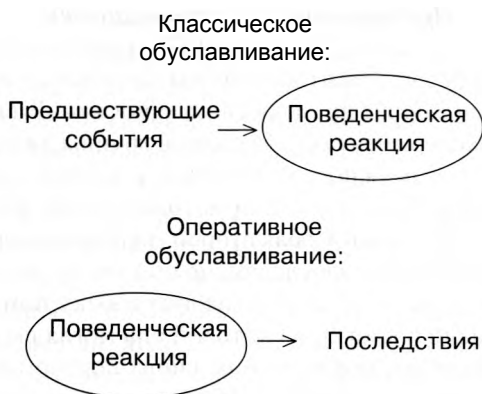 Классическое
обуславливание:
Предшествующие
события
Поведенческая
реакция
Оперативное
обуславливание:
Поведенческая
реакция
Последствия